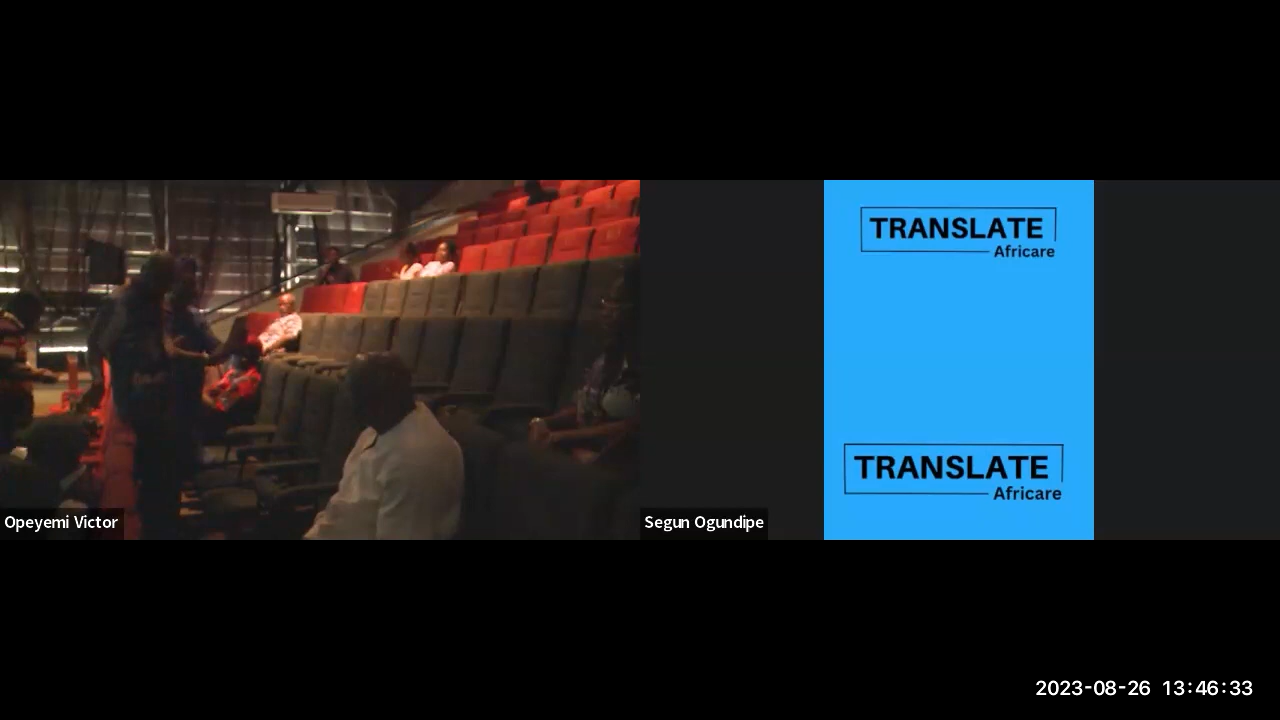 TRANSLATE
Africare
TRANSLATE
Africare
Opeyemi Victor
Segun Ogundipe
2023-08-26 13:46:33